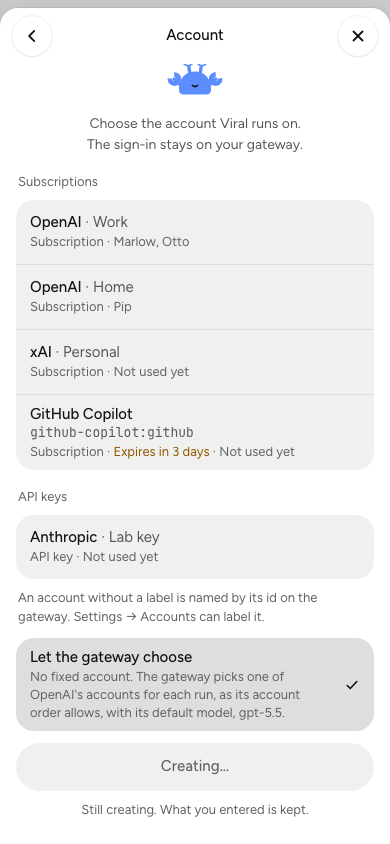 Account
Choose the account Viral runs on.
The sign-in stays on your gateway.
Subscriptions
OpenAI · Work
Subscription · Marlow, Otto
OpenAI · Home
Subscription · Pip
xAI · Personal
Subscription · Not used yet
GitHub Copilot
github-copilot:github
Subscription · Expires in 3 days · Not used yet
API keys
Anthropic · Lab key
API key · Not used yet
An account without a label is named by its id on the
gateway. Settings → Accounts can label it.
Let the gateway choose
No fixed account. The gateway picks one of
OpenAI's accounts for each run, as its account
order allows, with its default model, gpt-5.5.
Creating...
Still creating. What you entered is kept.